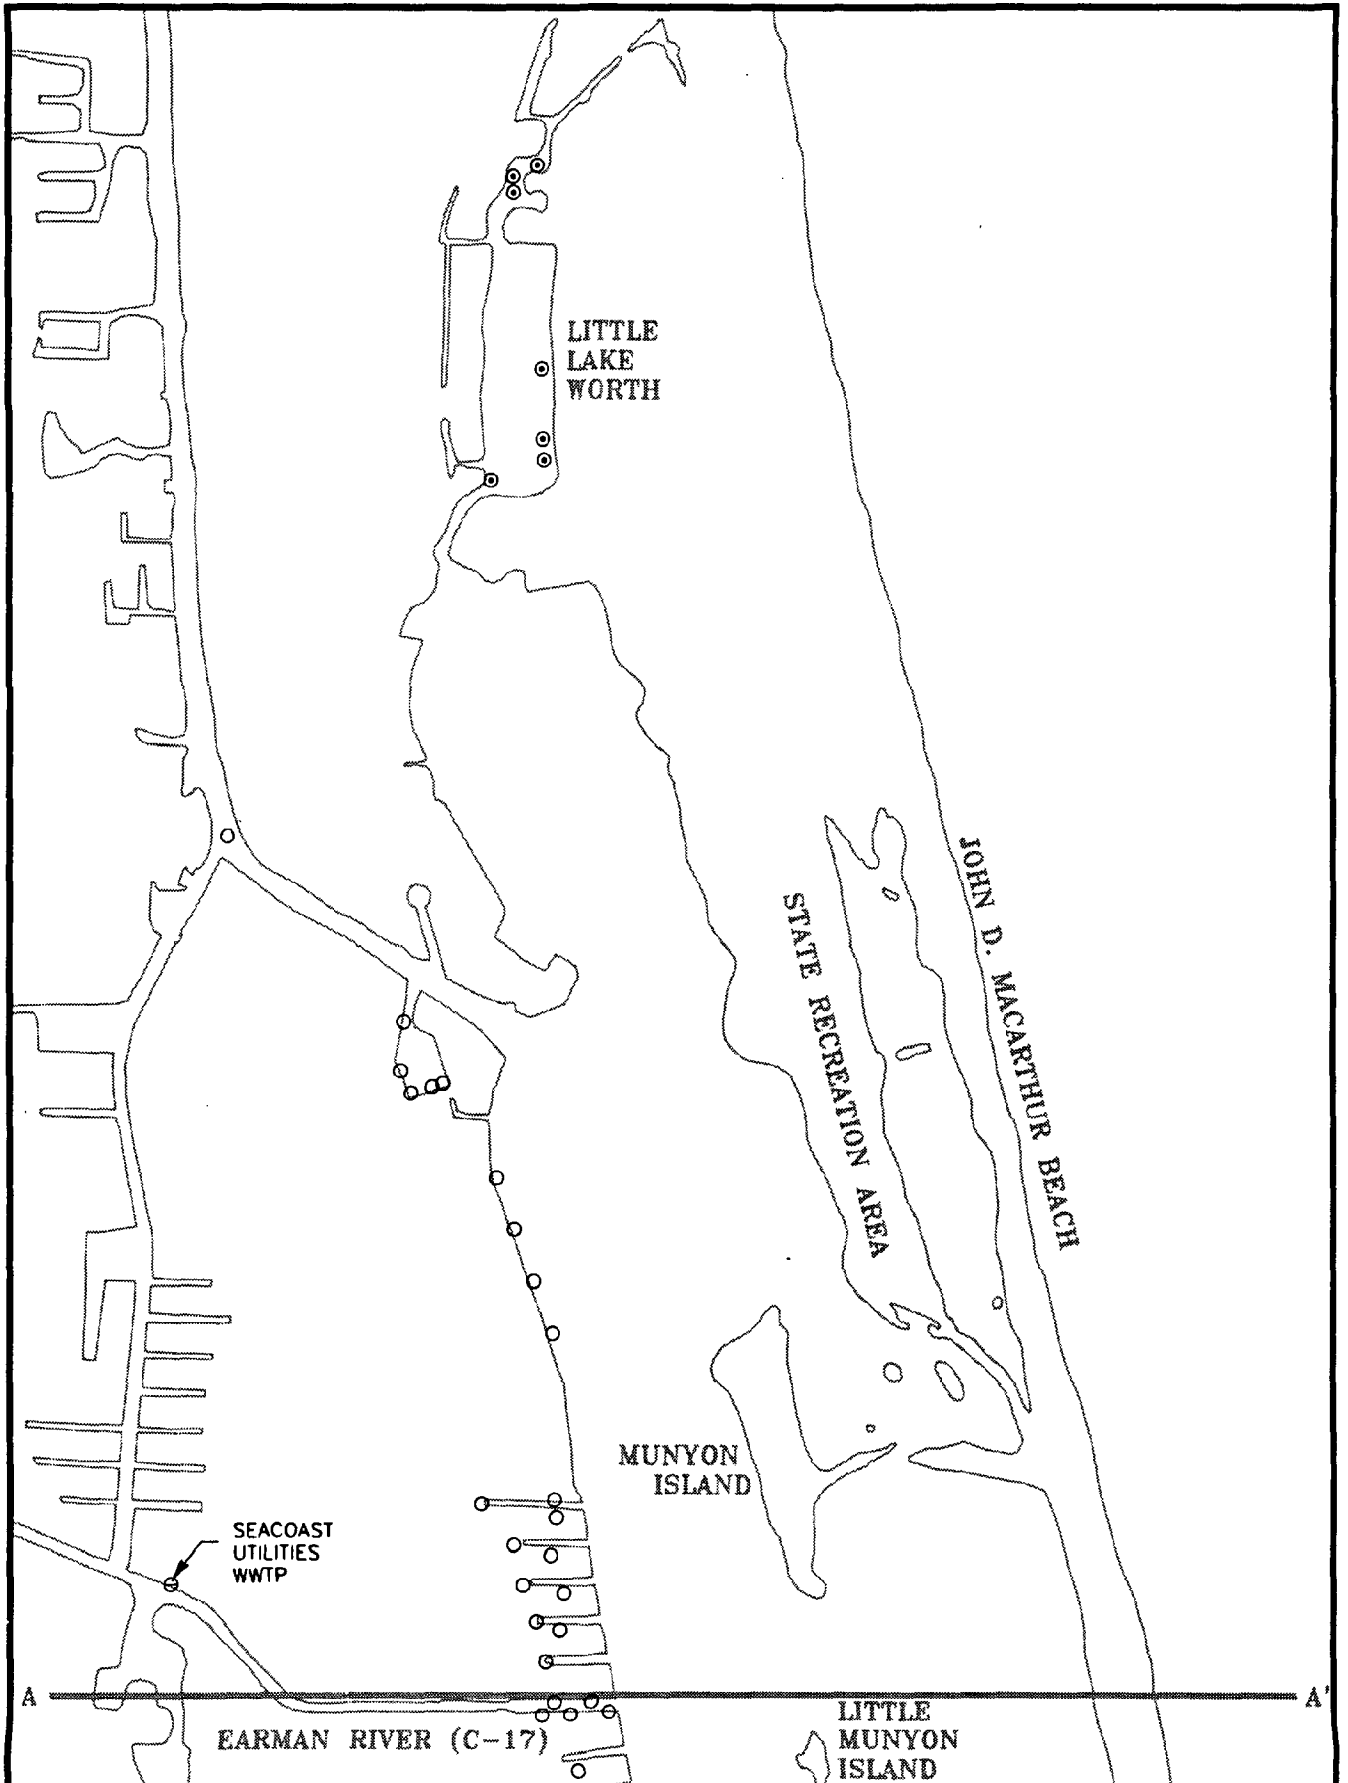 LITTLE
LAKE
WORTH
JOHN D. MACARTHUR BEACH
STATE RECREATION AREA
MUNYON
ISLAND
SEACOAST
UTILITIES
WWTP
A
A'
EARMAN RIVER (C-17)
LITTLE
MUNYON
ISLAND